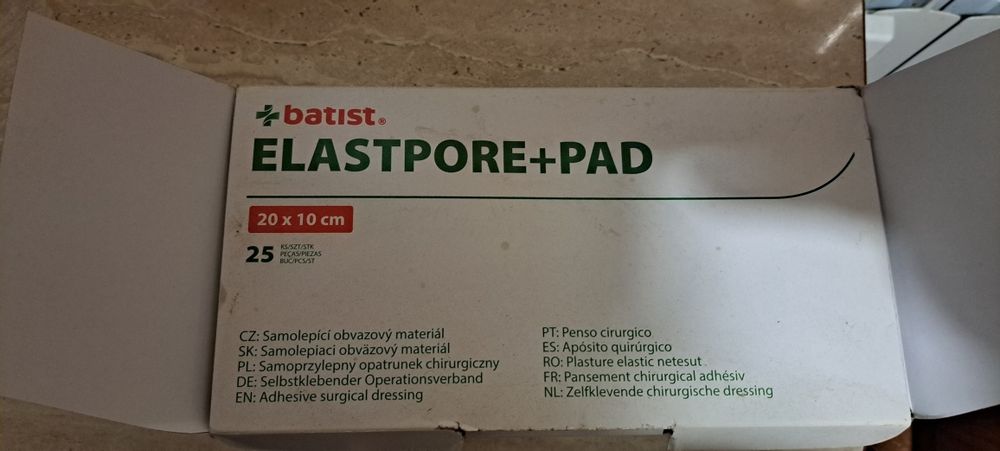 batist®
ELASTPORE+PAD
20 x 10 cm
25
KS/SZT/STK
PEÇAS/PIEZAS
BUC/PCS/ST
CZ: Samolepící obvazový materiál
SK: Samolepiaci obväzový materiál
PL: Samoprzylepny opatrunek chirurgiczny
DE: Selbstklebender Operationsverband
EN: Adhesive surgical dressing
PT: Penso cirurgico
ES: Apósito quirúrgico
RO: Plasture elastic netesut
FR: Pansement chirurgical adhésiv
NL: Zelfklevende chirurgische dressing